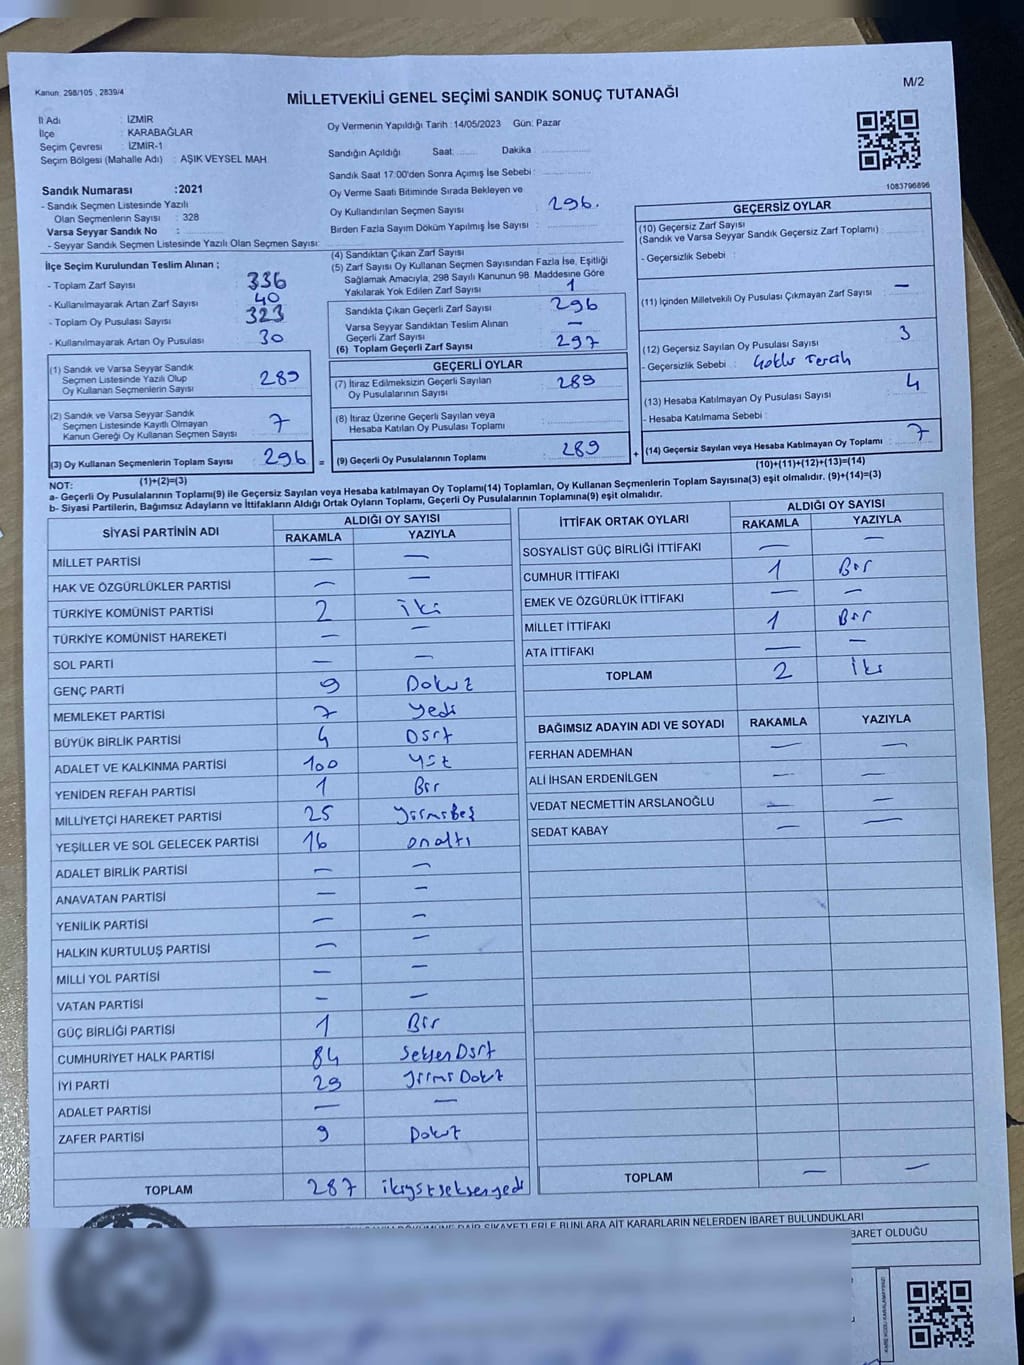 Kanun: 298/105 , 2839/4
M/2
MİLLETVEKİLİ GENEL SEÇİMİ SANDIK SONUÇ TUTANAĞI
İl Adı : İZMİR
İlçe : KARABAĞLAR
Seçim Çevresi : İZMİR-1
Seçim Bölgesi (Mahalle Adı) : AŞIK VEYSEL MAH.
Sandık Numarası :2021
- Sandık Seçmen Listesinde Yazılı
Olan Seçmenlerin Sayısı : 328
Varsa Seyyar Sandık No :
- Seyyar Sandık Seçmen Listesinde Yazılı Olan Seçmen Sayısı:
Oy Vermenin Yapıldığı Tarih : 14/05/2023 Gün: Pazar
Sandığın Açıldığı Saat: Dakika
Sandık Saat 17:00'den Sonra Açımış İse Sebebi :
Oy Verme Saati Bitiminde Sırada Bekleyen ve
Oy Kullandırılan Seçmen Sayısı : 296.
Birden Fazla Sayım Döküm Yapılmış İse Sayısı :
1083796896
İlçe Seçim Kurulundan Teslim Alınan ;
- Toplam Zarf Sayısı : 336
- Kullanılmayarak Artan Zarf Sayısı : 40
- Toplam Oy Pusulası Sayısı : 323
- Kullanılmayarak Artan Oy Pusulası : 30
(4) Sandıktan Çıkan Zarf Sayısı :
(5) Zarf Sayısı Oy Kullanan Seçmen Sayısından Fazla İse, Eşitliği
Sağlamak Amacıyla, 298 Sayılı Kanunun 98. Maddesine Göre
Yakılarak Yok Edilen Zarf Sayısı : 1
Sandıkta Çıkan Geçerli Zarf Sayısı : 296
Varsa Seyyar Sandıktan Teslim Alınan
Geçerli Zarf Sayısı : —
(6) Toplam Geçerli Zarf Sayısı : 297
GEÇERSİZ OYLAR
(10) Geçersiz Zarf Sayısı
(Sandık ve Varsa Seyyar Sandık Geçersiz Zarf Toplamı) :
- Geçersizlik Sebebi :
(11) İçinden Milletvekili Oy Pusulası Çıkmayan Zarf Sayısı : —
(12) Geçersiz Sayılan Oy Pusulası Sayısı : 3
- Geçersizlik Sebebi : Çoklu Tercih
(13) Hesaba Katılmayan Oy Pusulası Sayısı : 4
- Hesaba Katılmama Sebebi :
(14) Geçersiz Sayılan veya Hesaba Katılmayan Oy Toplamı : 7
(10)+(11)+(12)+(13)=(14)
(1) Sandık ve Varsa Seyyar Sandık
Seçmen Listesinde Yazılı Olup
Oy Kullanan Seçmenlerin Sayısı : 289
(2) Sandık ve Varsa Seyyar Sandık
Seçmen Listesinde Kayıtlı Olmayan
Kanun Gereği Oy Kullanan Seçmen Sayısı : 7
(3) Oy Kullanan Seçmenlerin Toplam Sayısı : 296 =
(1)+(2)=(3)
GEÇERLİ OYLAR
(7) İtiraz Edilmeksizin Geçerli Sayılan
Oy Pusulalarının Sayısı : 289
(8) İtiraz Üzerine Geçerli Sayılan veya
Hesaba Katılan Oy Pusulası Toplamı :
(9) Geçerli Oy Pusulalarının Toplamı : 289 +
NOT:
a- Geçerli Oy Pusulalarının Toplamı(9) ile Geçersiz Sayılan veya Hesaba katılmayan Oy Toplamı(14) Toplamları, Oy Kullanan Seçmenlerin Toplam Sayısına(3) eşit olmalıdır. (9)+(14)=(3)
b- Siyasi Partilerin, Bağımsız Adayların ve İttifakların Aldığı Ortak Oyların Toplamı, Geçerli Oy Pusulalarının Toplamına(9) eşit olmalıdır.
SİYASİ PARTİNİN ADI ALDIĞI OY SAYISI
RAKAMLA YAZIYLA
MİLLET PARTİSİ — —
HAK VE ÖZGÜRLÜKLER PARTİSİ — —
TÜRKİYE KOMÜNİST PARTİSİ 2 iki
TÜRKİYE KOMÜNİST HAREKETİ — —
SOL PARTİ — —
GENÇ PARTİ 9 Dokuz
MEMLEKET PARTİSİ 7 Yedi
BÜYÜK BİRLİK PARTİSİ 4 Dört
ADALET VE KALKINMA PARTİSİ 100 Yüz
YENİDEN REFAH PARTİSİ 1 Bir
MİLLİYETÇİ HAREKET PARTİSİ 25 Yirmibeş
YEŞİLLER VE SOL GELECEK PARTİSİ 16 onaltı
ADALET BİRLİK PARTİSİ — —
ANAVATAN PARTİSİ — —
YENİLİK PARTİSİ — —
HALKIN KURTULUŞ PARTİSİ — —
MİLLİ YOL PARTİSİ — —
VATAN PARTİSİ — —
GÜÇ BİRLİĞİ PARTİSİ 1 Bir
CUMHURİYET HALK PARTİSİ 84 SeksenDört
İYİ PARTİ 29 Yirmi Dokuz
ADALET PARTİSİ — —
ZAFER PARTİSİ 9 Dokuz
TOPLAM 287 ikiyüzseksenyedi
İTTİFAK ORTAK OYLARI ALDIĞI OY SAYISI
RAKAMLA YAZIYLA
SOSYALİST GÜÇ BİRLİĞİ İTTİFAKI — —
CUMHUR İTTİFAKI 1 Bir
EMEK VE ÖZGÜRLÜK İTTİFAKI — —
MİLLET İTTİFAKI 1 Bir
ATA İTTİFAKI — —
TOPLAM 2 iki
BAĞIMSIZ ADAYIN ADI VE SOYADI RAKAMLA YAZIYLA
FERHAN ADEMHAN — —
ALİ İHSAN ERDENİLGEN — —
VEDAT NECMETTİN ARSLANOĞLU — —
SEDAT KABAY — —
TOPLAM — —
ŞİKAYETLERLE BUNLARA AİT KARARLARIN NELERDEN İBARET BULUNDUKLARI
BARET OLDUĞU